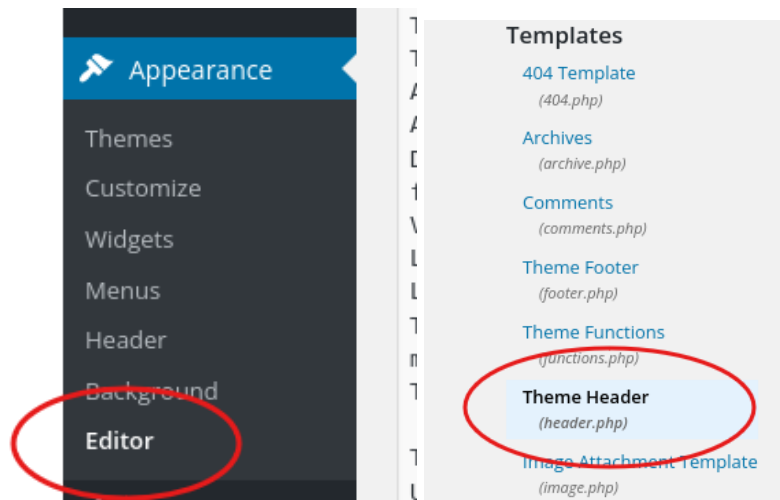 Appearance
Themes
Customize
Widgets
Menus
Header
Background
Editor
Templates
404 Template
(404.php)
Archives
(archive.php)
Comments
(comments.php)
Theme Footer
(footer.php)
Theme Functions
(functions.php)
Theme Header
(header.php)
Image Attachment Template
(image.php)